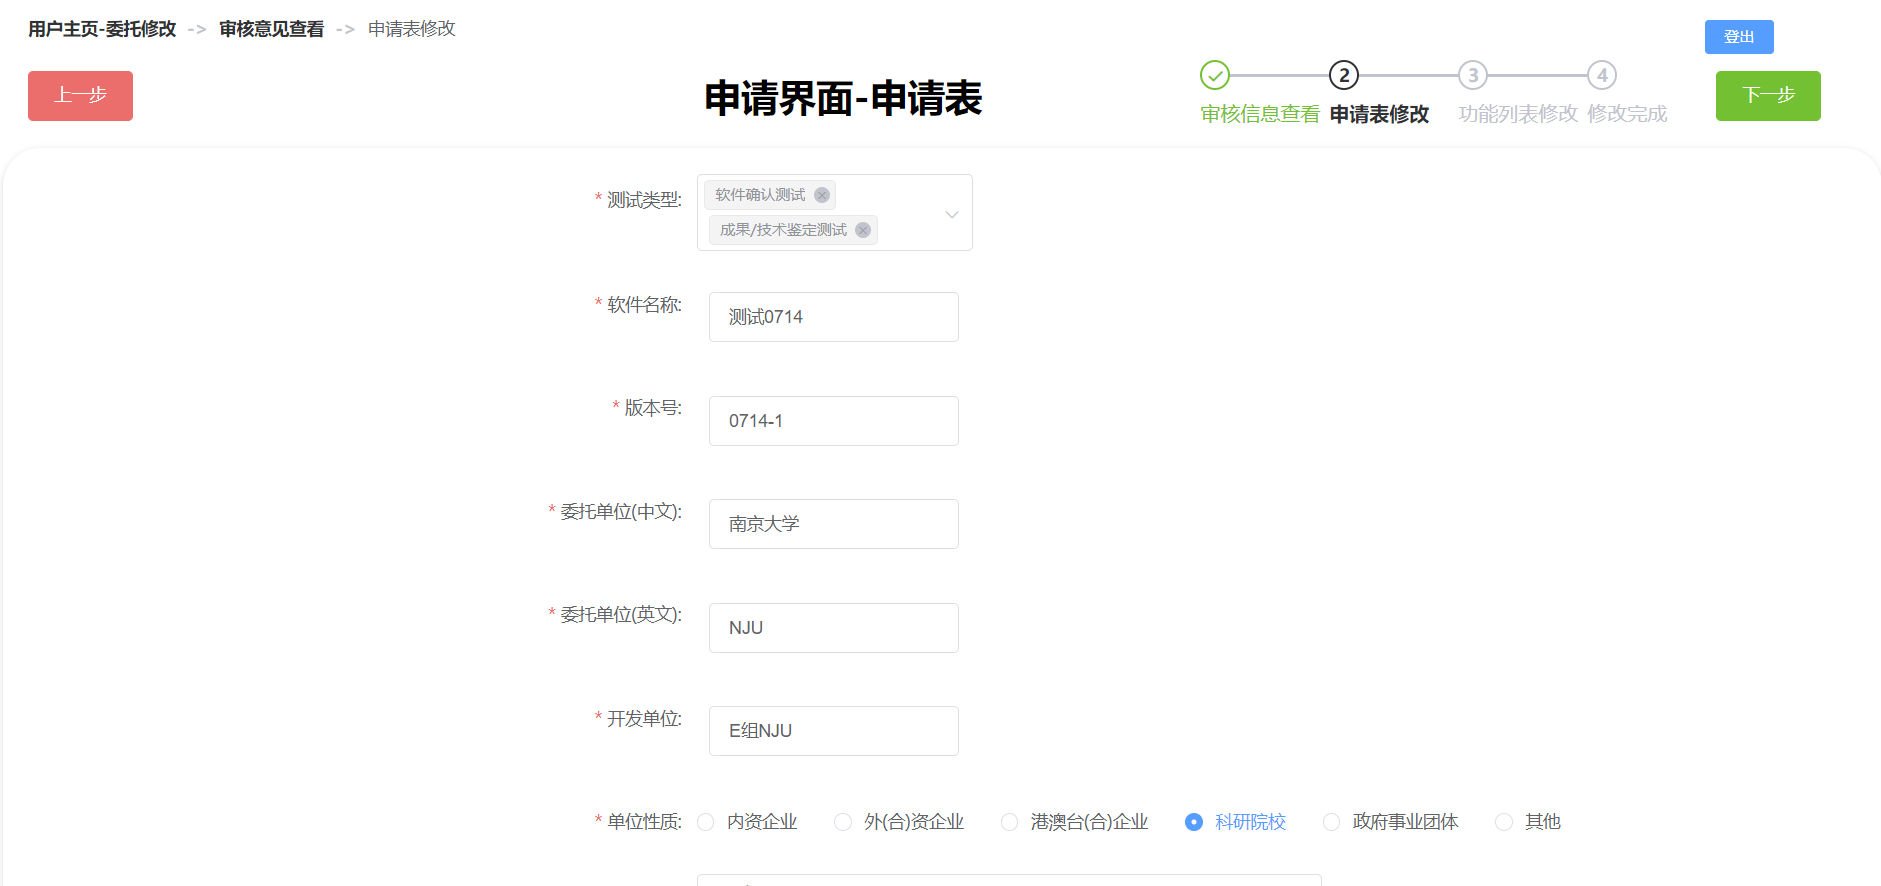 用户主页-委托修改 -> 审核意见查看 -> 申请表修改
登出
上一步
申请界面-申请表
2 3 4
审核信息查看 申请表修改 功能列表修改 修改完成
下一步
* 测试类型: 软件确认测试
成果/技术鉴定测试
* 软件名称: 测试0714
* 版本号: 0714-1
* 委托单位(中文): 南京大学
* 委托单位(英文): NJU
* 开发单位: E组NJU
* 单位性质: 内资企业 外(合)资企业 港澳台(合)企业 科研院校 政府事业团体 其他